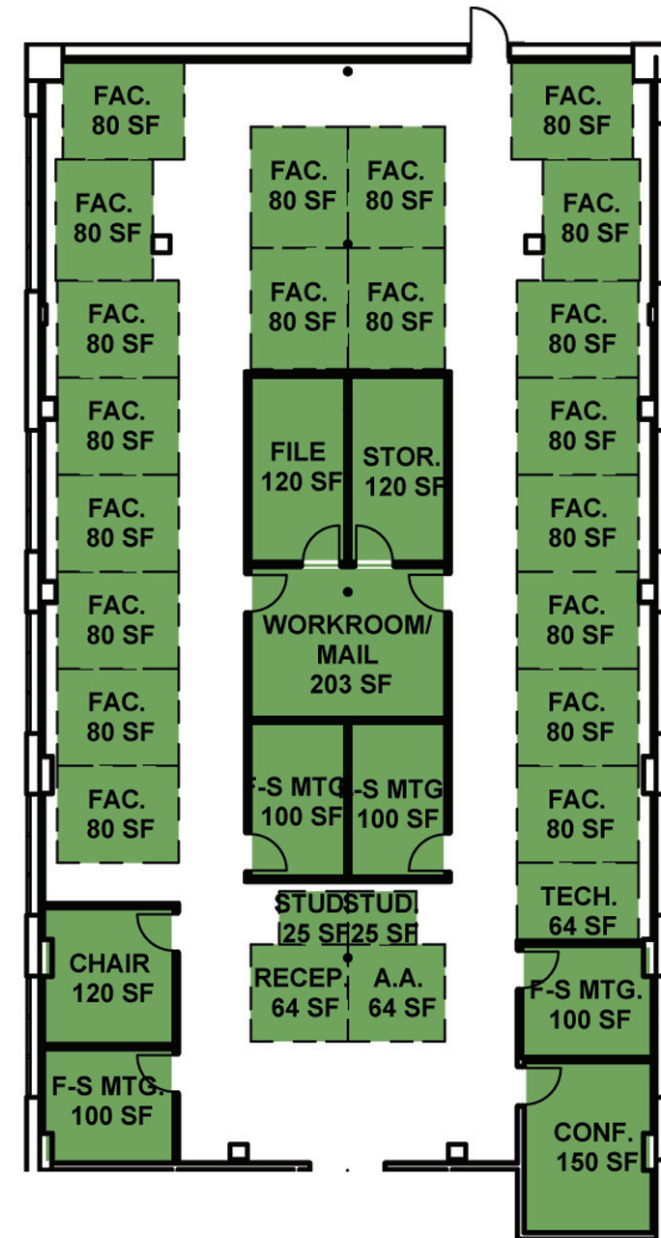 FAC.
80 SF
FAC.
80 SF
FAC.
80 SF
FAC.
80 SF
FAC.
80 SF
FAC.
80 SF
FAC.
80 SF
FAC.
80 SF
FAC.
80 SF
FAC.
80 SF
FAC.
80 SF
FAC.
80 SF
FAC.
80 SF
FAC.
80 SF
FAC.
80 SF
FAC.
80 SF
FAC.
80 SF
FAC.
80 SF
FAC.
80 SF
FAC.
80 SF
FILE
120 SF
STOR.
120 SF
WORKROOM/
MAIL
203 SF
F-S MTG
100 SF
-S MTG
100 SF
TECH.
64 SF
STUD.
25 SF
STUD.
25 SF
RECEP.
64 SF
A.A.
64 SF
CHAIR
120 SF
F-S MTG.
100 SF
F-S MTG.
100 SF
CONF.
150 SF